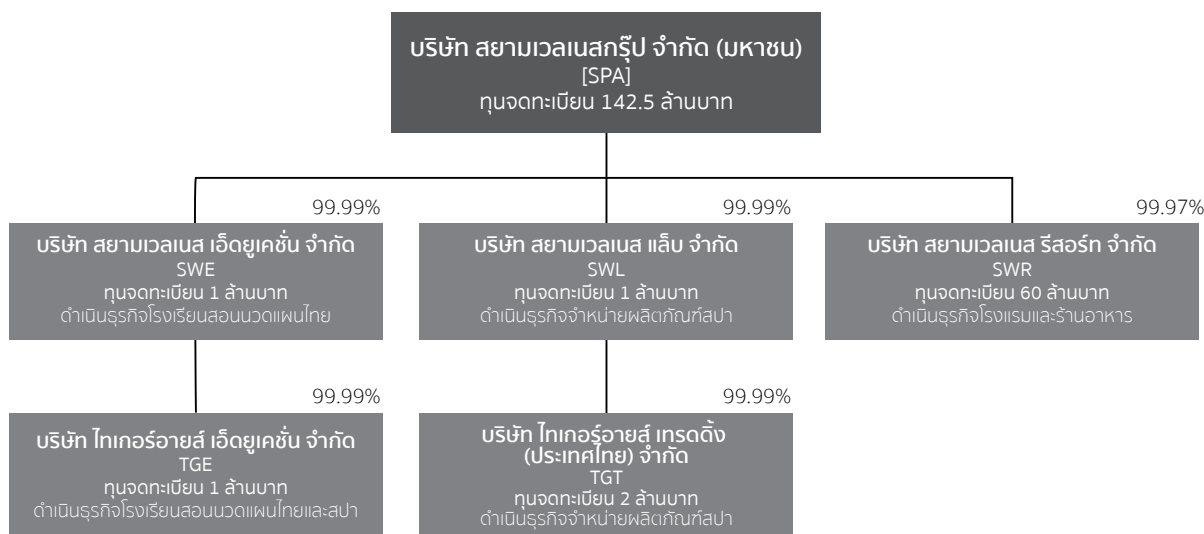 บริษัท สยามเวลเนสกรุ๊ป จำกัด (มหาชน)
[SPA]
ทุนจดทะเบียน 142.5 ล้านบาท
99.99%
บริษัท สยามเวลเนส เอ็ดยูเคชั่น จำกัด
SWE
ทุนจดทะเบียน 1 ล้านบาท
ดำเนินธุรกิจโรงเรียนสอนนวดแผนไทย
99.99%
บริษัท สยามเวลเนส แล็บ จำกัด
SWL
ทุนจดทะเบียน 1 ล้านบาท
ดำเนินธุรกิจจำหน่ายผลิตภัณฑ์สปา
99.97%
บริษัท สยามเวลเนส รีสอร์ท จำกัด
SWR
ทุนจดทะเบียน 60 ล้านบาท
ดำเนินธุรกิจโรงแรมและร้านอาหาร
99.99%
บริษัท ไทเกอร์อายส์ เอ็ดยูเคชั่น จำกัด
TGE
ทุนจดทะเบียน 1 ล้านบาท
ดำเนินธุรกิจโรงเรียนสอนนวดแผนไทยและสปา
99.99%
บริษัท ไทเกอร์อายส์ เทรดดิ้ง
(ประเทศไทย) จำกัด
TGT
ทุนจดทะเบียน 2 ล้านบาท
ดำเนินธุรกิจจำหน่ายผลิตภัณฑ์สปา